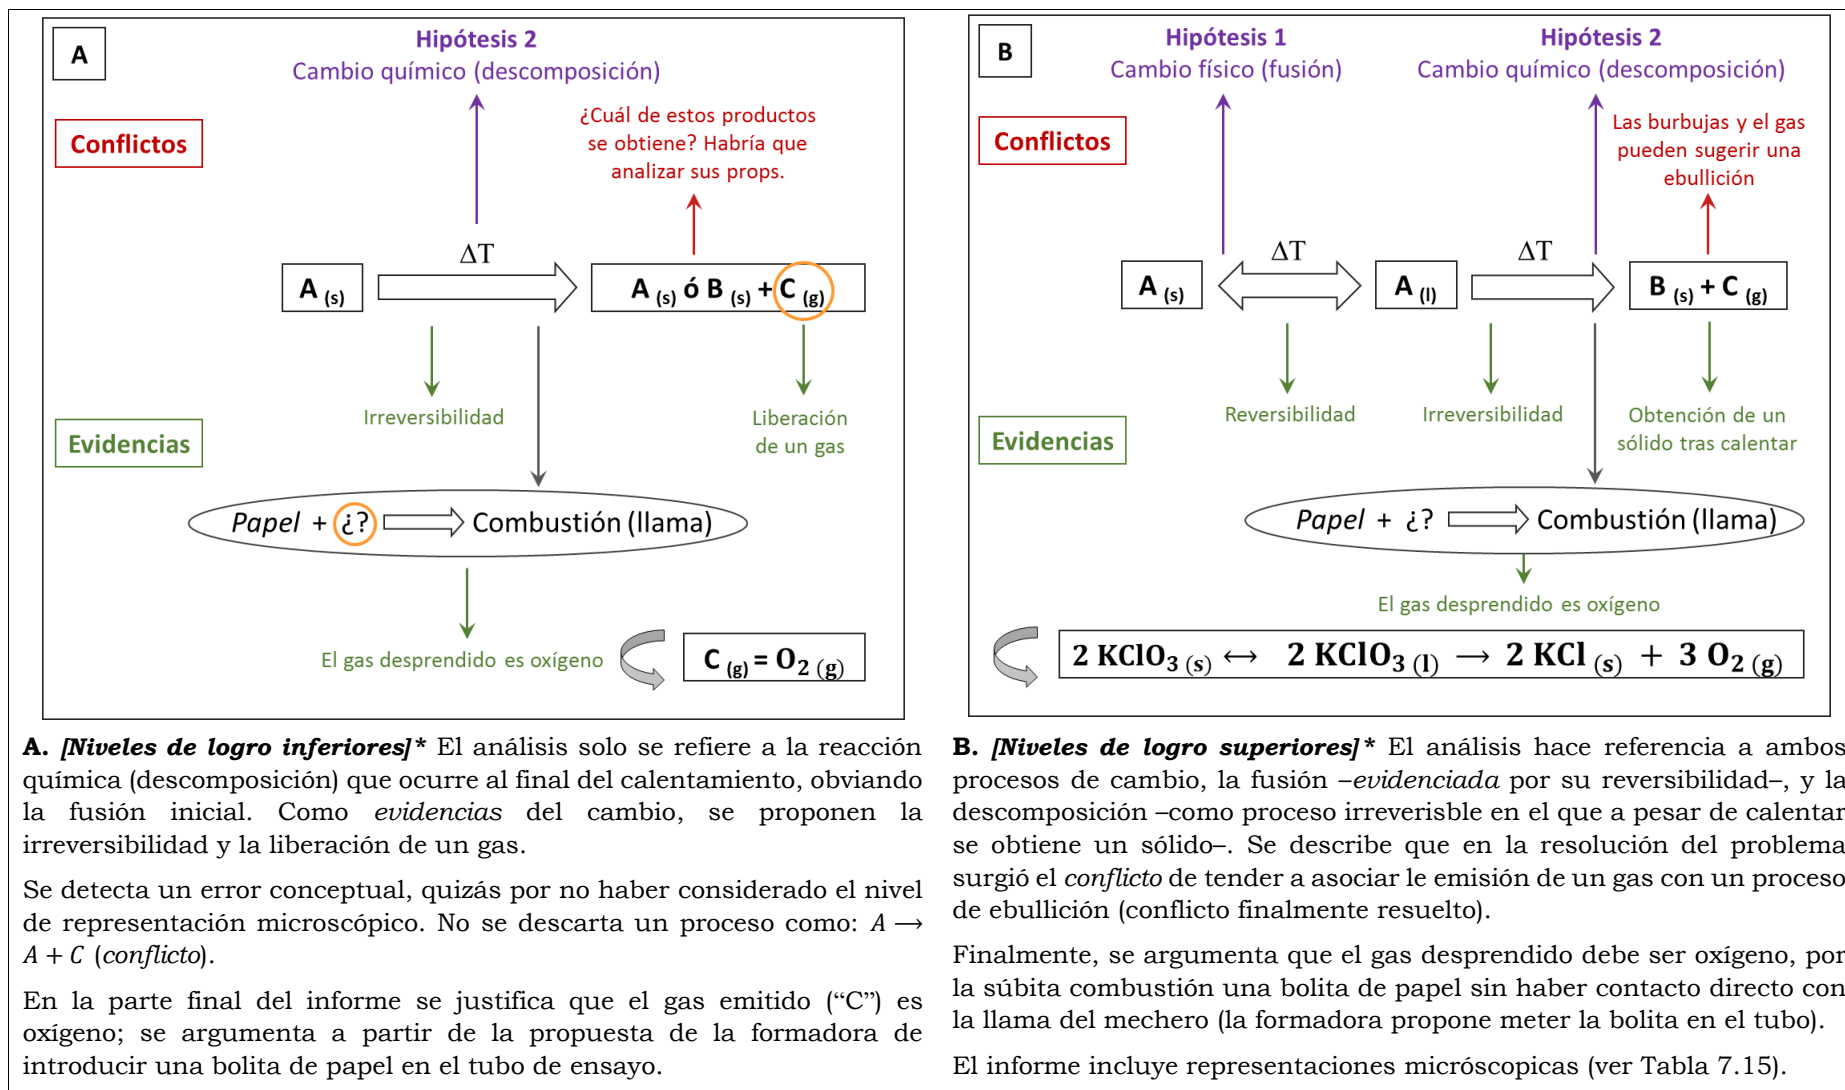 A
Hipótesis 2
Cambio químico (descomposición)
Conflictos
¿Cuál de estos productos
se obtiene? Habría que
analizar sus props.
ΔT
A (s)
A (s) ó B (s) + C (g)
Irreversibilidad
Liberación
de un gas
Evidencias
Papel + ¿? Combustión (llama)
El gas desprendido es oxígeno
C (g) = O2 (g)
A. [Niveles de logro inferiores]* El análisis solo se refiere a la reacción
química (descomposición) que ocurre al final del calentamiento, obviando
la fusión inicial. Como evidencias del cambio, se proponen la
irreversibilidad y la liberación de un gas.
Se detecta un error conceptual, quizás por no haber considerado el nivel
de representación microscópico. No se descarta un proceso como: A →
A + C (conflicto).
En la parte final del informe se justifica que el gas emitido (“C”) es
oxígeno; se argumenta a partir de la propuesta de la formadora de
introducir una bolita de papel en el tubo de ensayo.
B
Hipótesis 1
Cambio físico (fusión)
Hipótesis 2
Cambio químico (descomposición)
Conflictos
Las burbujas y el gas
pueden sugerir una
ebullición
ΔT
ΔT
A (s)
A (l)
B (s) + C (g)
Reversibilidad
Irreversibilidad
Obtención de un
sólido tras calentar
Evidencias
Papel + ¿? Combustión (llama)
El gas desprendido es oxígeno
2 KClO3 (s) ↔ 2 KClO3 (l) → 2 KCl (s) + 3 O2 (g)
B. [Niveles de logro superiores]* El análisis hace referencia a ambos
procesos de cambio, la fusión –evidenciada por su reversibilidad–, y la
descomposición –como proceso irreverisble en el que a pesar de calentar
se obtiene un sólido–. Se describe que en la resolución del problema
surgió el conflicto de tender a asociar le emisión de un gas con un proceso
de ebullición (conflicto finalmente resuelto).
Finalmente, se argumenta que el gas desprendido debe ser oxígeno, por
la súbita combustión una bolita de papel sin haber contacto directo con
la llama del mechero (la formadora propone meter la bolita en el tubo).
El informe incluye representaciones micróscopicas (ver Tabla 7.15).